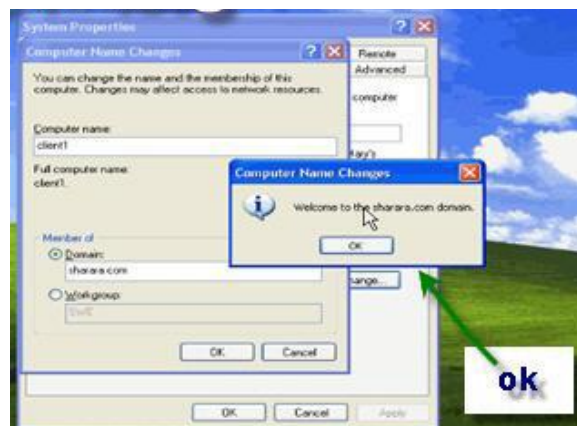 System Properties
Computer Name Changes
Remote
Advanced
You can change the name and the membership of this
computer. Changes may affect access to network resources.
computer
Computer name:
client1
ary's
Full computer name:
client1.
Computer Name Changes
Welcome to the sharara.com domain.
OK
Member of
Domain:
sharara.com
hange...
Workgroup:
OK
Cancel
ok
OK
Cancel
Apply